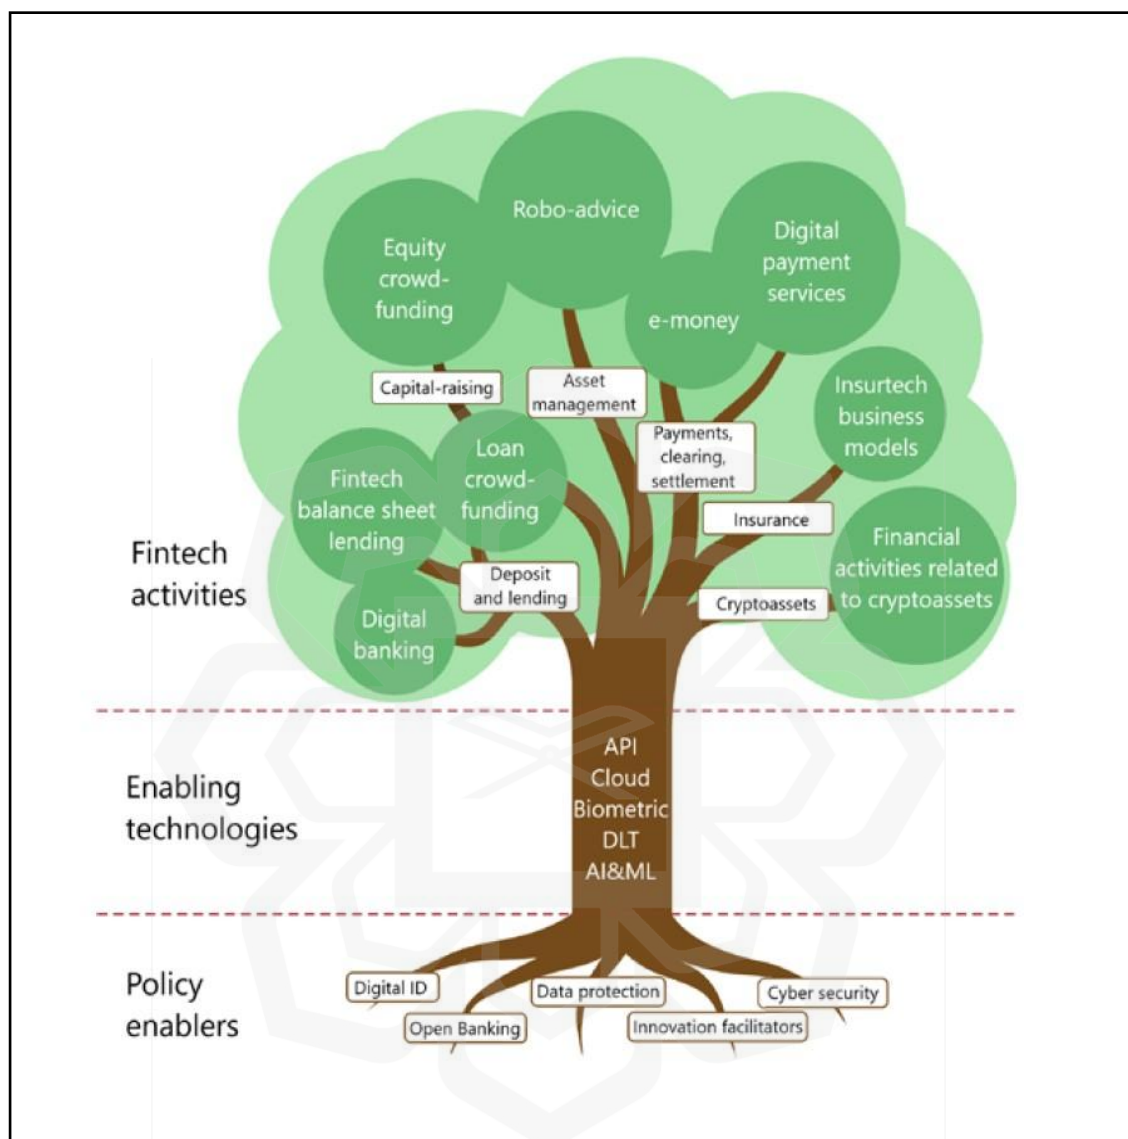 Robo-advice
Equity
crowd-
funding
Digital
payment
services
e-money
Capital-raising
Asset
management
Insurtech
business
models
Payments,
clearing,
settlement
Loan
crowd-
funding
Fintech
balance sheet
lending
Insurance
Financial
activities related
to cryptoassets
Fintech
activities
Deposit
and lending
Cryptoassets
Digital
banking
API
Cloud
Biometric
DLT
AI&ML
Enabling
technologies
Policy
enablers
Digital ID
Data protection
Cyber security
Open Banking
Innovation facilitators